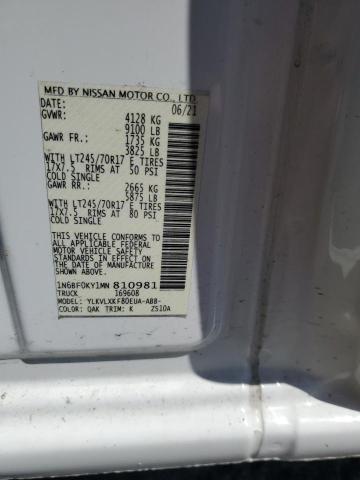 MFD BY NISSAN MOTOR CO., LTD.
DATE: 06/21
GVWR: 4128 KG
9100 LB
GAWR FR.: 1735 KG
3825 LB
WITH LT245/70R17 E TIRES
17X7.5 RIMS AT 50 PSI
COLD SINGLE
GAWR RR.: 2665 KG
5875 LB
WITH LT245/70R17 E TIRES
17X7.5 RIMS AT 80 PSI
COLD SINGLE
THIS VEHICLE CONFORMS TO ALL
APPLICABLE FEDERAL
MOTOR VEHICLE SAFETY STANDARDS
IN EFFECT ON THE DATE OF
MANUFACTURE SHOWN ABOVE.
1N6BF0KY1MN 810981
TRUCK 169608
MODEL: YLKVLXKF80EUA-ABB-
COLOR: QAK TRIM: K ZS10A